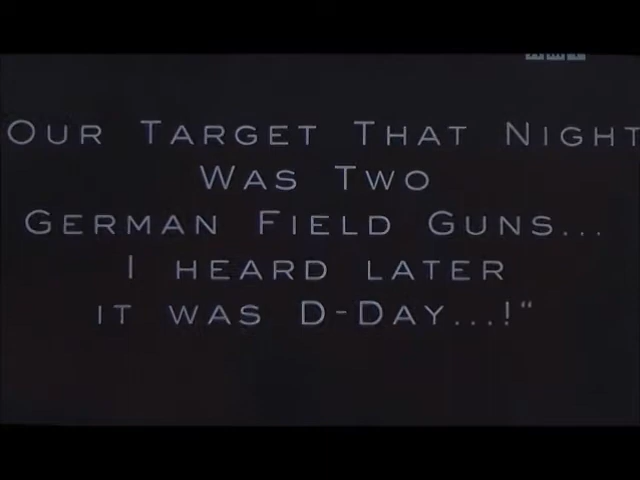 OUR TARGET THAT NIGHT
WAS TWO
GERMAN FIELD GUNS...
I HEARD LATER
IT WAS D-DAY...!“